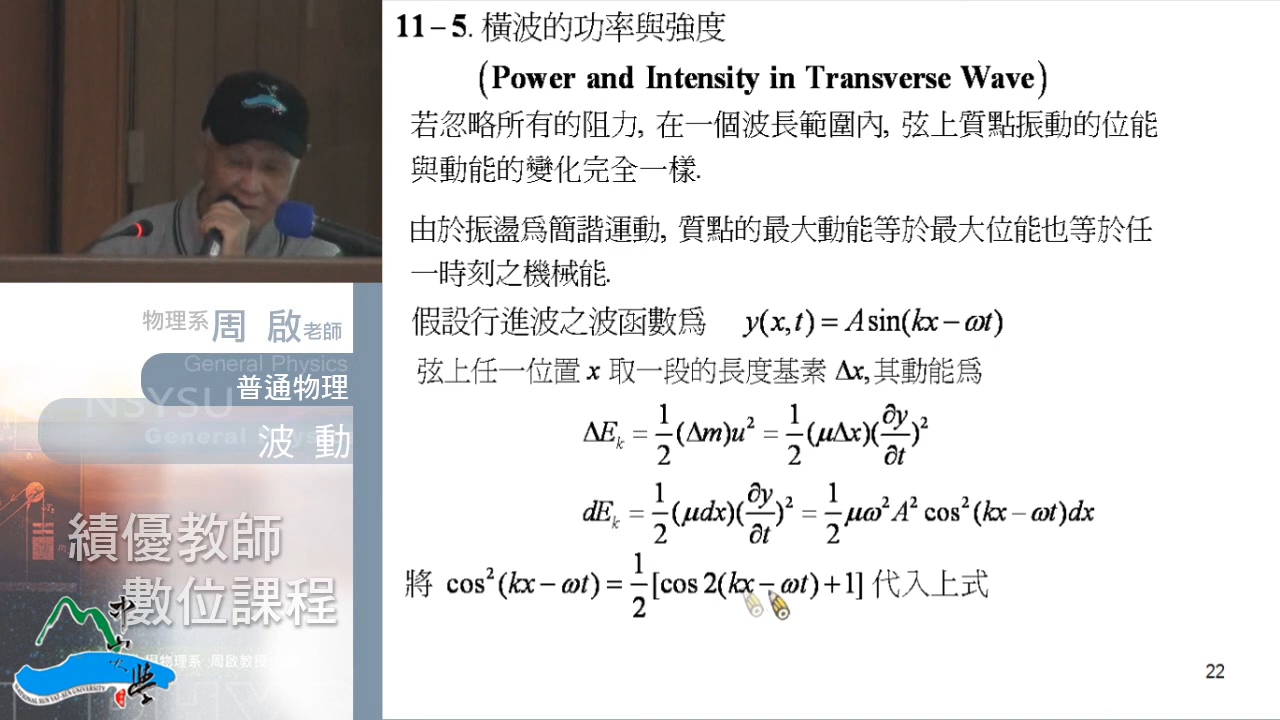 11－5. 橫波的功率與強度
(Power and Intensity in Transverse Wave)
若忽略所有的阻力, 在一個波長範圍內, 弦上質點振動的位能
與動能的變化完全一樣.
由於振盪為簡諧運動, 質點的最大動能等於最大位能也等於任
一時刻之機械能.
假設行進波之波函數為 y(x,t) = A sin(kx − ωt)
弦上任一位置 x 取一段的長度基素 Δx, 其動能為
ΔE_k = 1/2 (Δm)u² = 1/2 (μΔx)(∂y/∂t)²
dE_k = 1/2 (μdx)(∂y/∂t)² = 1/2 μω²A² cos²(kx − ωt)dx
將 cos²(kx − ωt) = 1/2 [cos 2(kx − ωt) + 1] 代入上式
22
物理系 周 啟 老師
General Physics
普通物理
NSYSU
波 動
績優教師
數位課程
物理系 周啟教授
NATIONAL SUN YAT-SEN UNIVERSITY